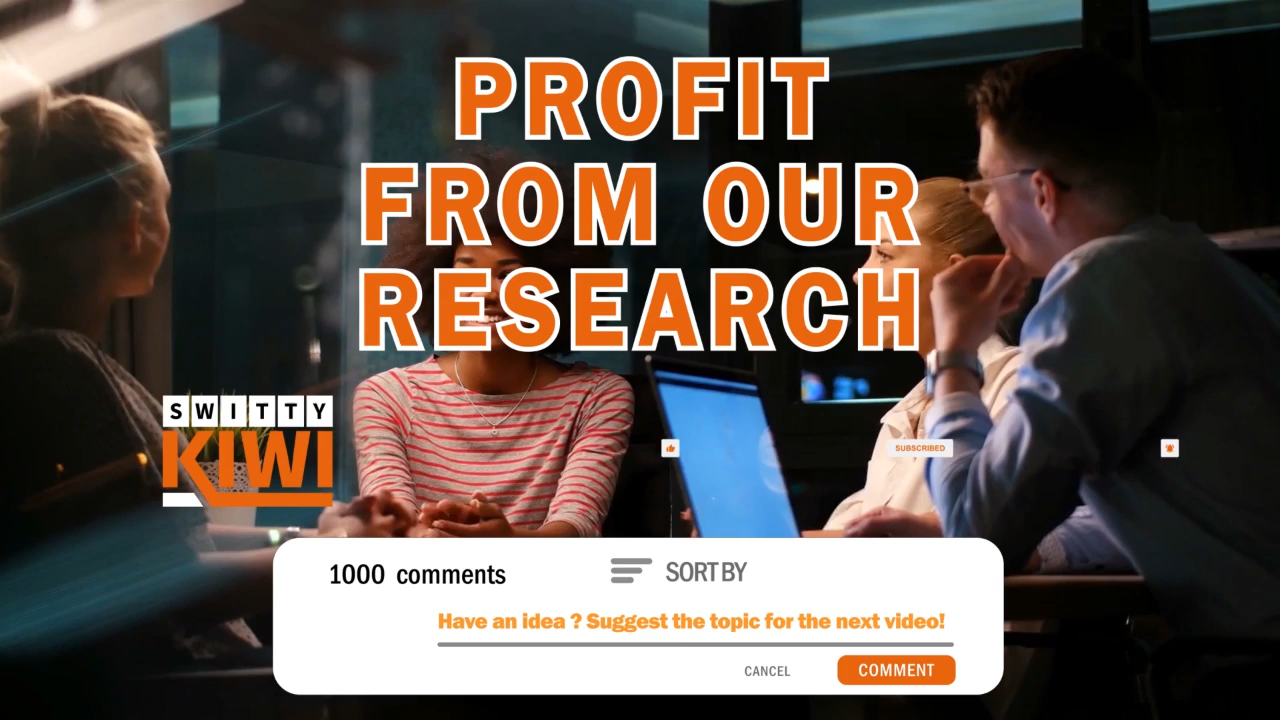 PROFIT
FROM OUR
RESEARCH
SWITTY
KIWI
SUBSCRIBED
1000 comments
SORT BY
Have an idea ? Suggest the topic for the next video!
CANCEL
COMMENT